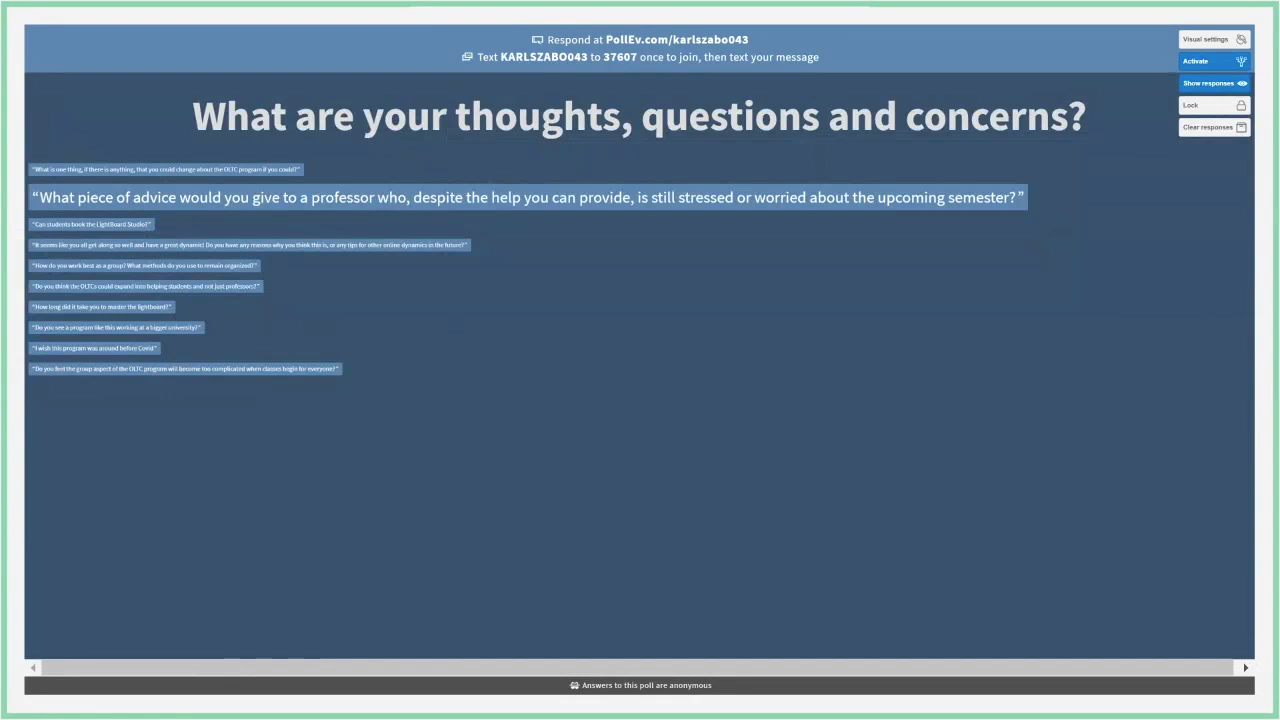 Respond at PollEv.com/karlszabo043
Text KARLSZABO043 to 37607 once to join, then text your message
Visual settings
Activate
Show responses
Lock
Clear responses
What are your thoughts, questions and concerns?
“What is one thing, if there is anything, that you could change about the OLTC program if you could?”
“What piece of advice would you give to a professor who, despite the help you can provide, is still stressed or worried about the upcoming semester?”
“Can students book the LightBoard Studio?”
“It seems like you all get along so well and have a great dynamic! Do you have any reasons why you think this is, or any tips for other online dynamics in the future?”
“How do you work best as a group? What methods do you use to remain organized?”
“Do you think the OLTCs could expand into helping students and not just professors?”
“How long did it take you to master the lightboard?”
“Do you see a program like this working at a bigger university?”
“I wish this program was around before Covid”
“Do you feel the group aspect of the OLTC program will become too complicated when classes begin for everyone?”
Answers to this poll are anonymous